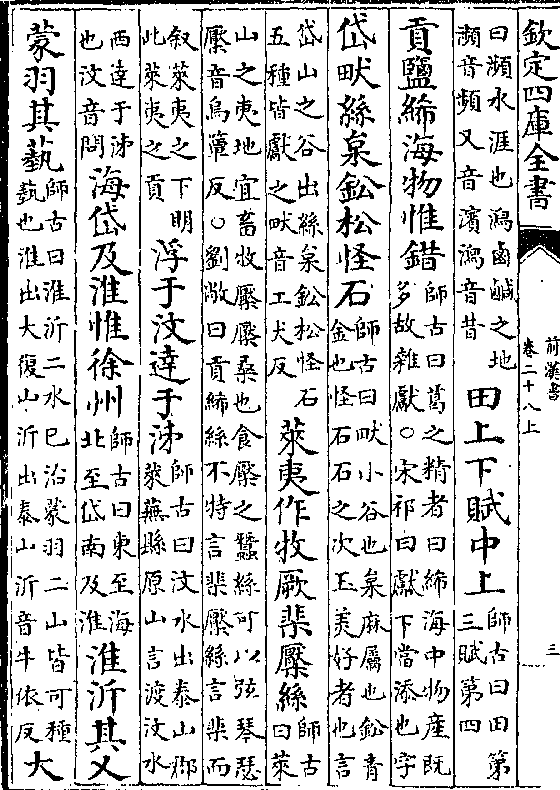 欽定四庫全書
前漢書
卷二十八上
三
曰瀕水涯也潟鹵鹹之地
瀕音頻又音濱潟音昔
田上下賦中上
師古曰田第
三賦第四
貢鹽絺海物惟錯
師古曰葛之精者曰絺海中物產既
多故雜獻○宋祁曰獻下當添也字
岱畎絲枲鈆松怪石
師古曰畎小谷也枲麻屬也鈆青
金也怪石石之次玉美好者也言
岱山之谷出絲枲鈆松怪石
五種皆獻之畎音工犬反
萊夷作牧厥棐檿絲
師古
曰萊
山之夷地宜畜牧檿檿桑也食檿之蠶絲可以弦琴瑟
檿音烏簟反○劉敞曰貢絺絲不特言棐檿絲言棐而
叙萊夷之下明
此萊夷之貢
浮于汶達于泲
師古曰汶水出泰山郡
萊蕪縣原山言渡汶水
西達于泲
也汶音問
海岱及淮惟徐州
師古曰東至海
北至岱南及淮
淮沂其乂
蒙羽其蓺
師古曰淮沂二水已治蒙羽二山皆可種
蓺也淮出大復山沂出泰山沂音牛依反
大